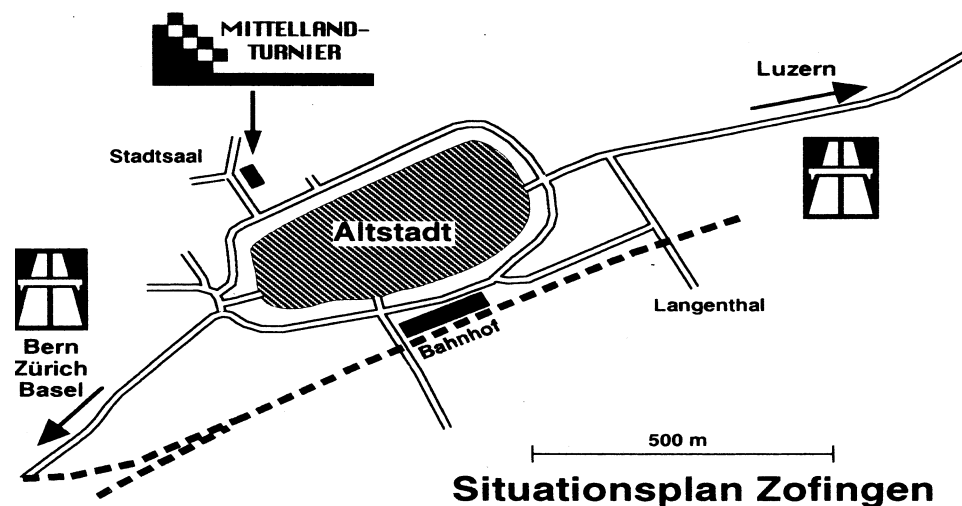 MITTELLAND-
TURNIER
Luzern
Stadtsaal
Altstadt
Langenthal
Bahnhof
Bern
Zürich
Basel
500 m
Situationsplan Zofingen